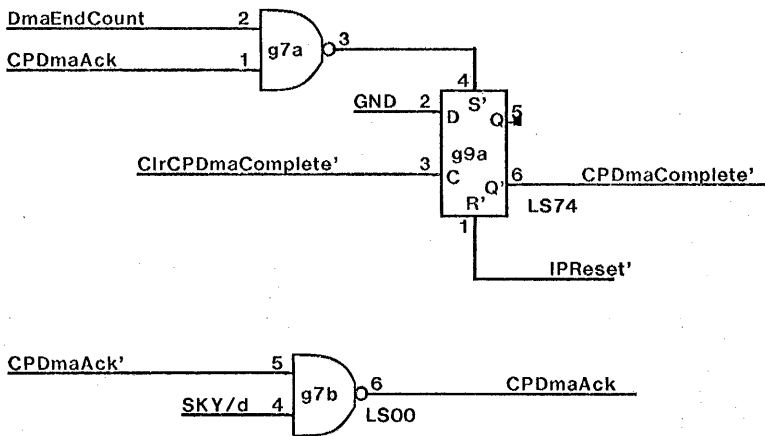 DmaEndCount 2
g7a
3
CPDmaAck 1
4
GND 2
S'
D
Q
5
g9a
ClrCPDmaComplete' 3
C
Q'
6
CPDmaComplete'
R'
LS74
1
IPReset'
CPDmaAck' 5
g7b
6
CPDmaAck
SKY/d 4
LS00